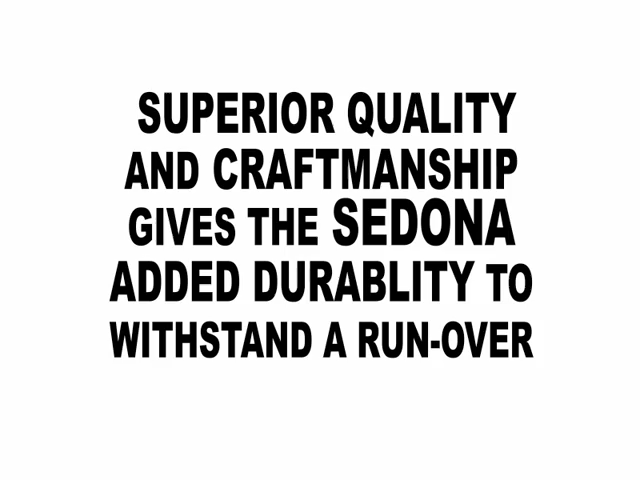 SUPERIOR QUALITY
AND CRAFTMANSHIP
GIVES THE SEDONA
ADDED DURABLITY TO
WITHSTAND A RUN-OVER